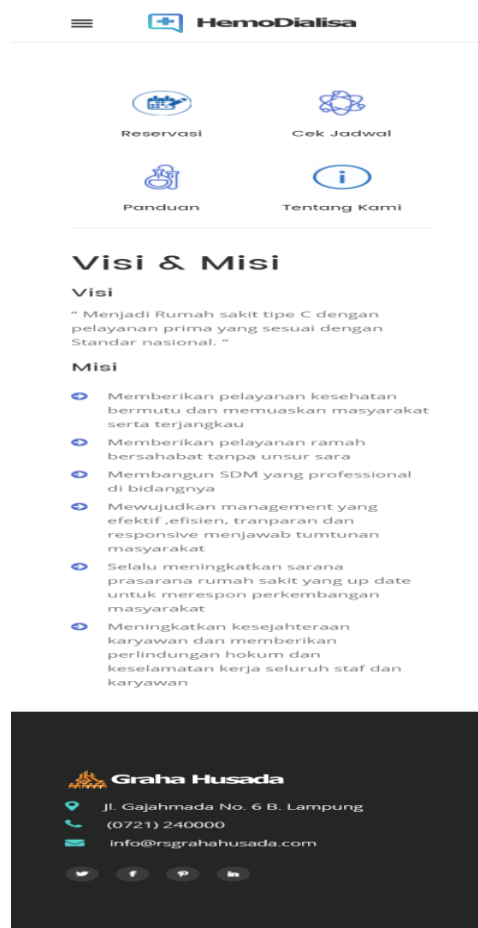 HemoDialisa
Reservasi
Cek Jadwal
Panduan
Tentang Kami
Visi & Misi
Visi
“ Menjadi Rumah sakit tipe C dengan
pelayanan prima yang sesuai dengan
Standar nasional. “
Misi
Memberikan pelayanan kesehatan
bermutu dan memuaskan masyarakat
serta terjangkau
Memberikan pelayanan ramah
bersahabat tanpa unsur sara
Membangun SDM yang professional
di bidangnya
Mewujudkan management yang
efektif ,efisien, tranparan dan
responsive menjawab tumtunan
masyarakat
Selalu meningkatkan sarana
prasarana rumah sakit yang up date
untuk merespon perkembangan
masyarakat
Meningkatkan kesejahteraan
karyawan dan memberikan
perlindungan hokum dan
keselamatan kerja seluruh staf dan
karyawan
Graha Husada
Jl. Gajahmada No. 6 B. Lampung
(0721) 240000
info@rsgrahahusada.com